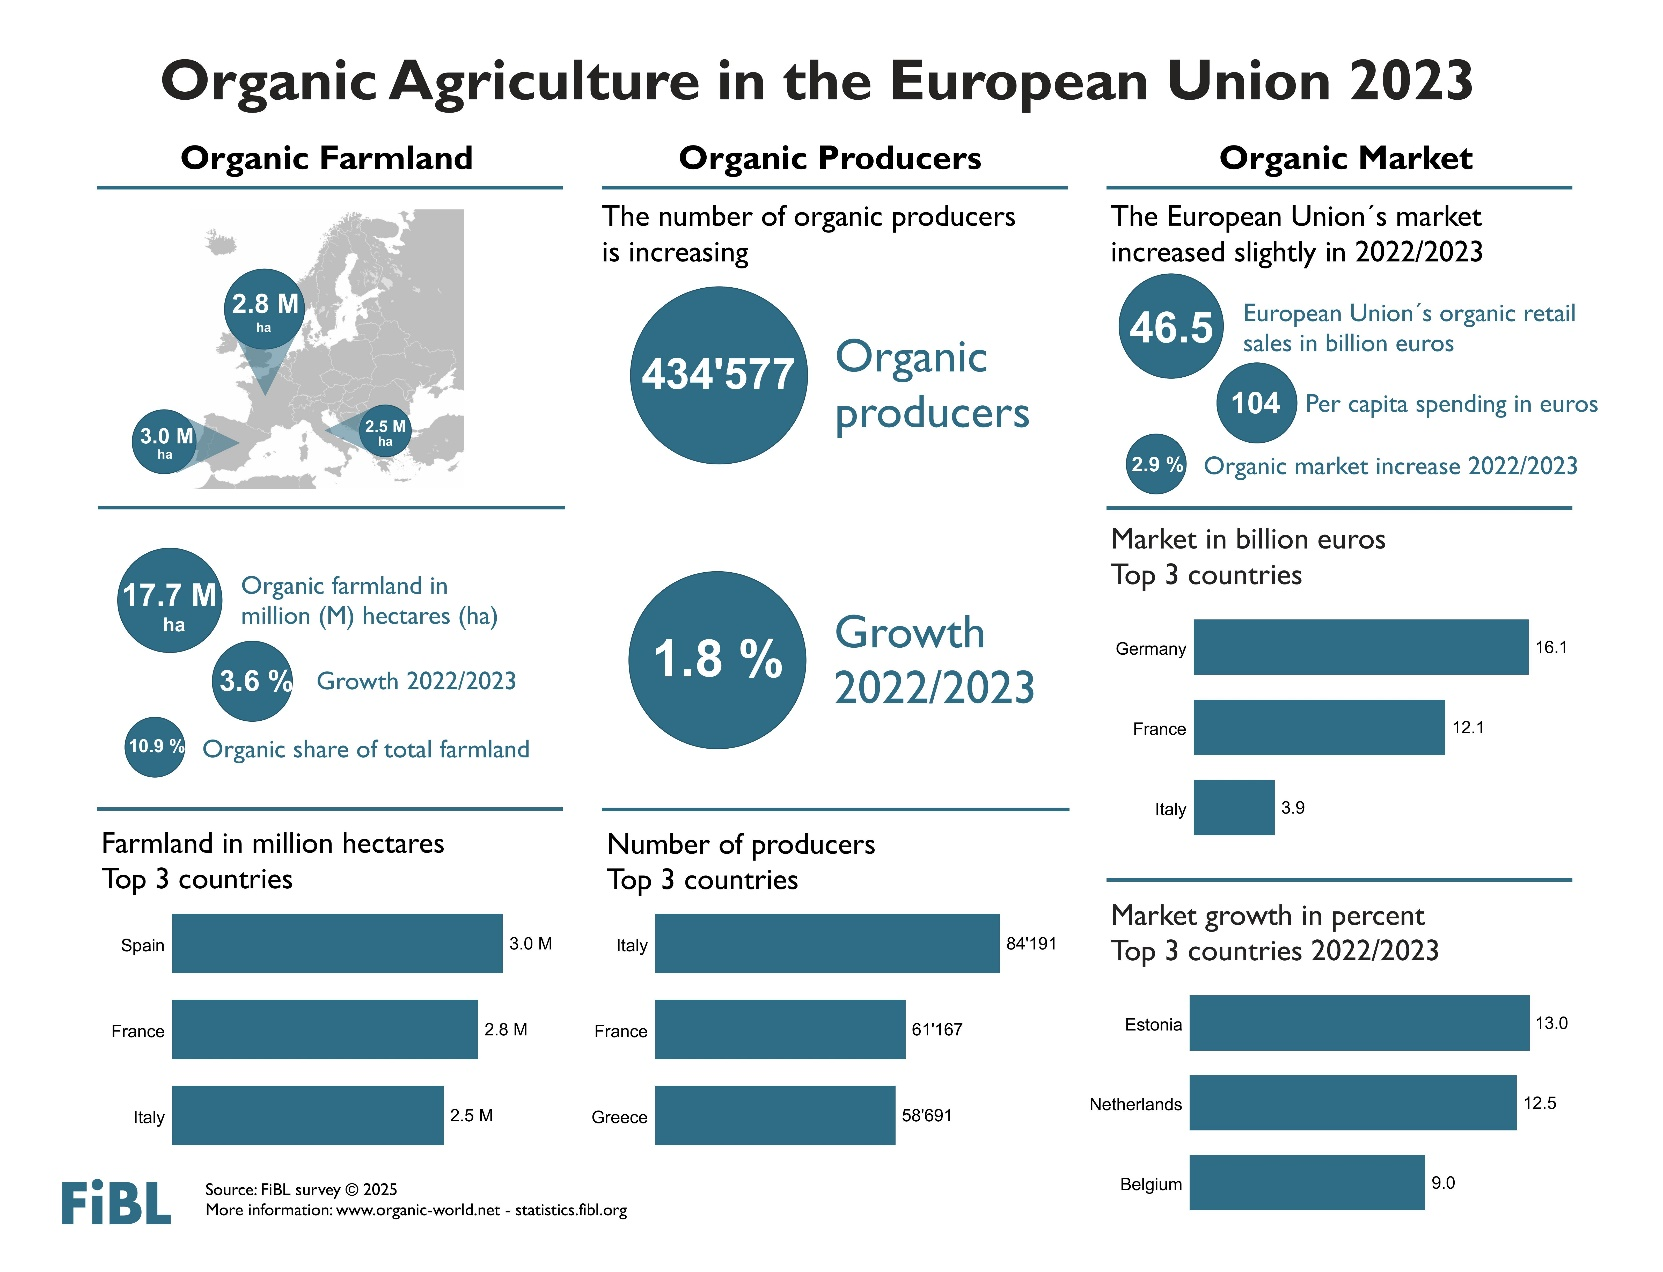 Organic Agriculture in the European Union 2023
Organic Farmland
2.8 M
ha
3.0 M
ha
2.5 M
ha
17.7 M
ha
Organic farmland in
million (M) hectares (ha)
3.6 %
Growth 2022/2023
10.9 %
Organic share of total farmland
Farmland in million hectares
Top 3 countries
Spain 3.0 M
France 2.8 M
Italy 2.5 M
Organic Producers
The number of organic producers
is increasing
434'577
Organic
producers
1.8 %
Growth
2022/2023
Number of producers
Top 3 countries
Italy 84'191
France 61'167
Greece 58'691
Organic Market
The European Union´s market
increased slightly in 2022/2023
46.5
European Union´s organic retail
sales in billion euros
104
Per capita spending in euros
2.9 %
Organic market increase 2022/2023
Market in billion euros
Top 3 countries
Germany 16.1
France 12.1
Italy 3.9
Market growth in percent
Top 3 countries 2022/2023
Estonia 13.0
Netherlands 12.5
Belgium 9.0
FiBL
Source: FiBL survey © 2025
More information: www.organic-world.net - statistics.fibl.org